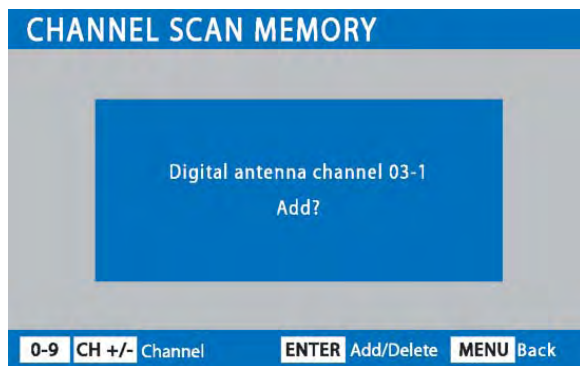 CHANNEL SCAN MEMORY
Digital antenna channel 03-1
Add?
0-9 CH +/- Channel ENTER Add/Delete MENU Back